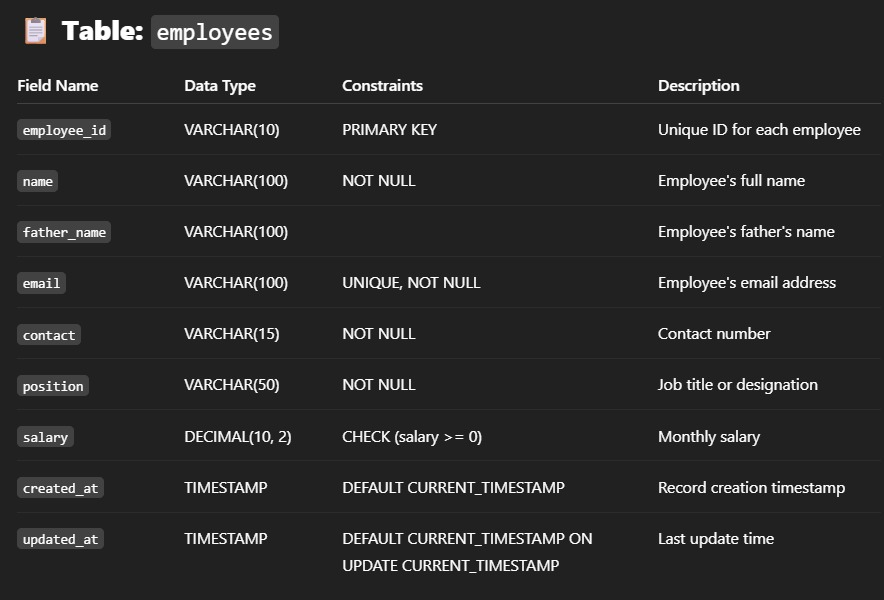 Table: employees
Field Name Data Type Constraints Description
employee_id VARCHAR(10) PRIMARY KEY Unique ID for each employee
name VARCHAR(100) NOT NULL Employee's full name
father_name VARCHAR(100) Employee's father's name
email VARCHAR(100) UNIQUE, NOT NULL Employee's email address
contact VARCHAR(15) NOT NULL Contact number
position VARCHAR(50) NOT NULL Job title or designation
salary DECIMAL(10, 2) CHECK (salary >= 0) Monthly salary
created_at TIMESTAMP DEFAULT CURRENT_TIMESTAMP Record creation timestamp
updated_at TIMESTAMP DEFAULT CURRENT_TIMESTAMP ON Last update time
UPDATE CURRENT_TIMESTAMP